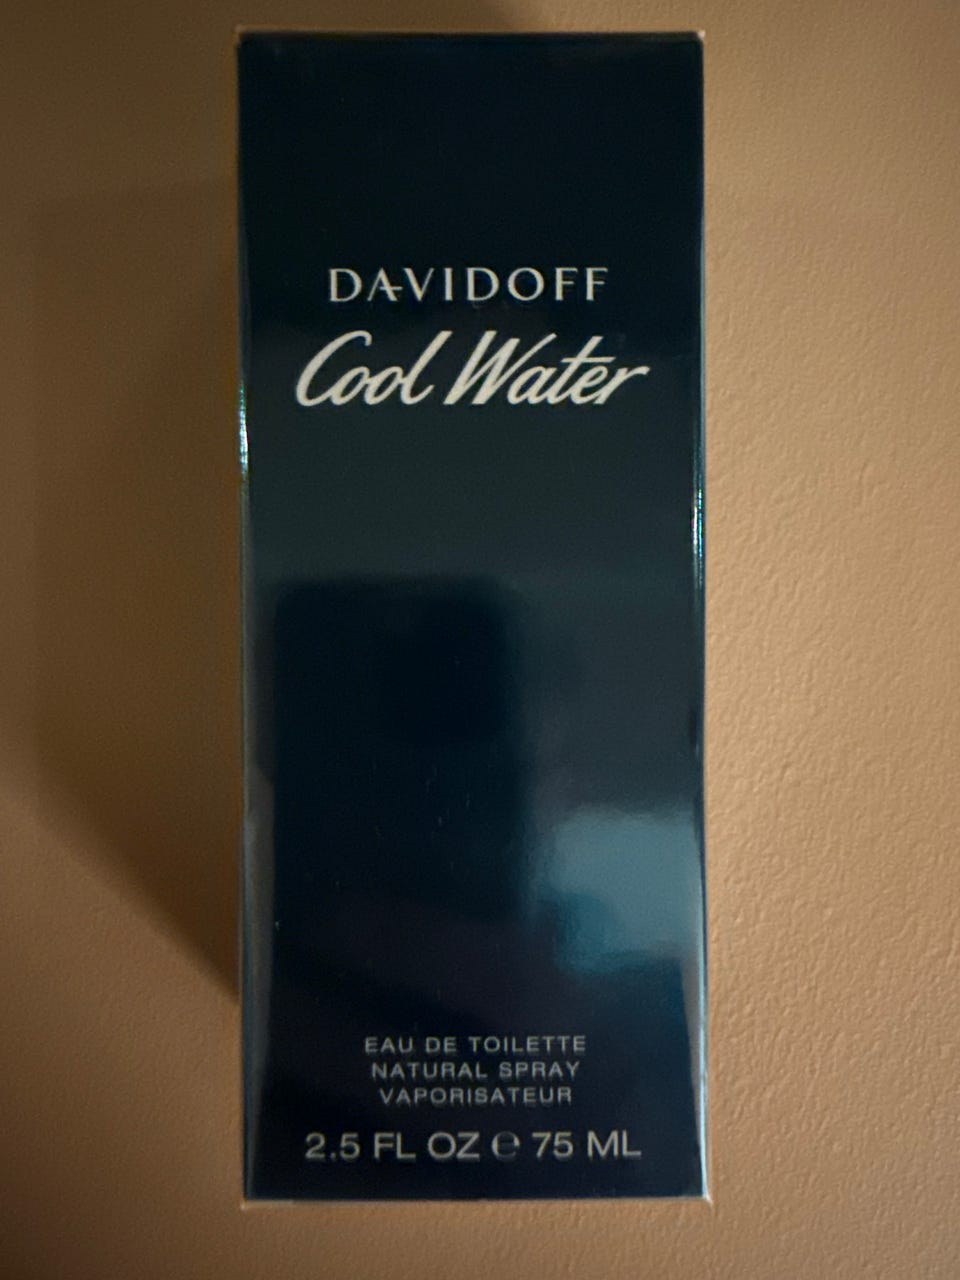 DAVIDOFF
Cool Water
EAU DE TOILETTE
NATURAL SPRAY
VAPORISATEUR
2.5 FL OZ ℮ 75 ML